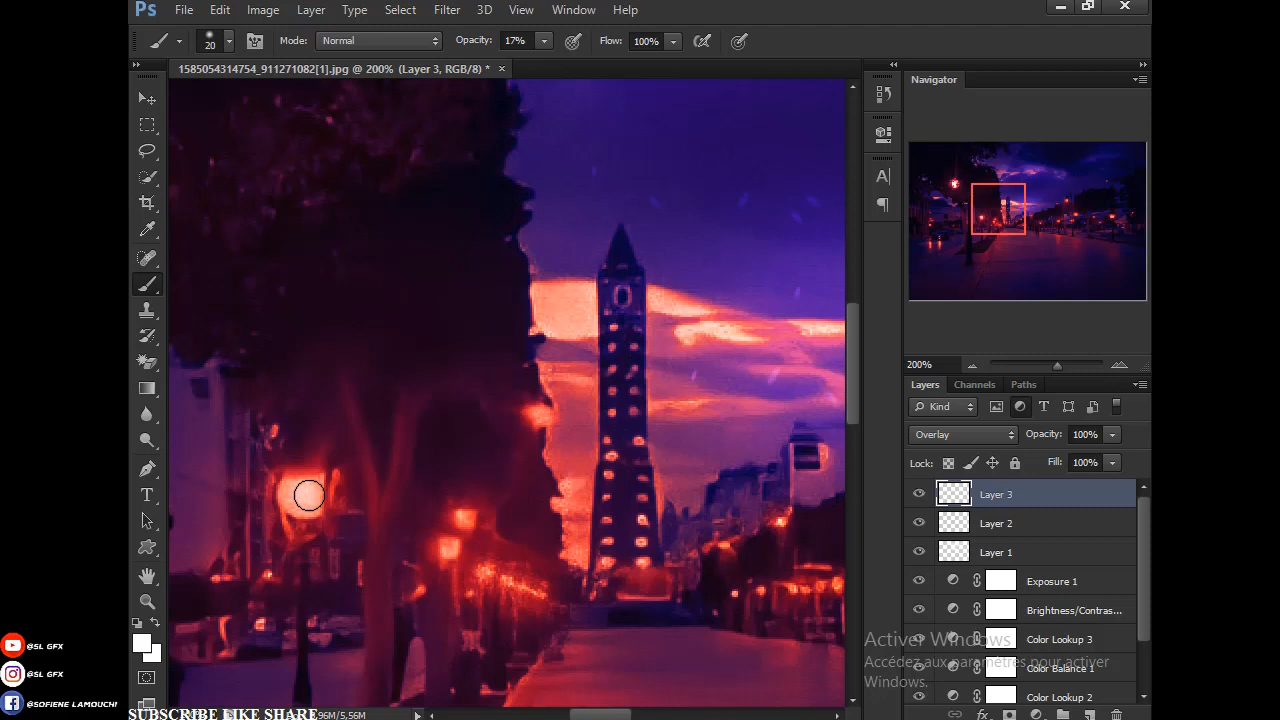 Ps File Edit Image Layer Type Select Filter 3D View Window Help
20 Mode: Normal Opacity: 17% Flow: 100%
1585054314754_911271082[1].jpg @ 200% (Layer 3, RGB/8) *
Navigator
200%
Layers Channels Paths
Kind
Overlay Opacity: 100%
Lock: Fill: 100%
Layer 3
Layer 2
Layer 1
Exposure 1
Brightness/Contras...
Color Lookup 3
Color Balance 1
Color Lookup 2
Activer Windows
Accédez aux paramètres pour activer
Windows.
@SL GFX
@SL GFX
@SOFIENE LAMOUCHI
SUBSCRIBE LIKE SHARE
,96M/5,56M